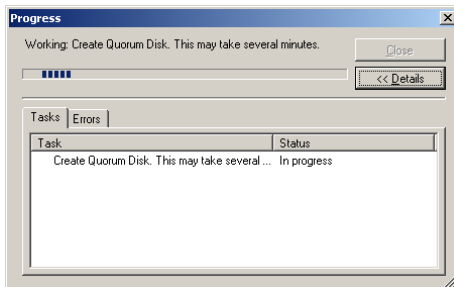 Progress
Working: Create Quorum Disk. This may take several minutes.
Close
<< Details
Tasks Errors
Task Status
Create Quorum Disk. This may take several ... In progress